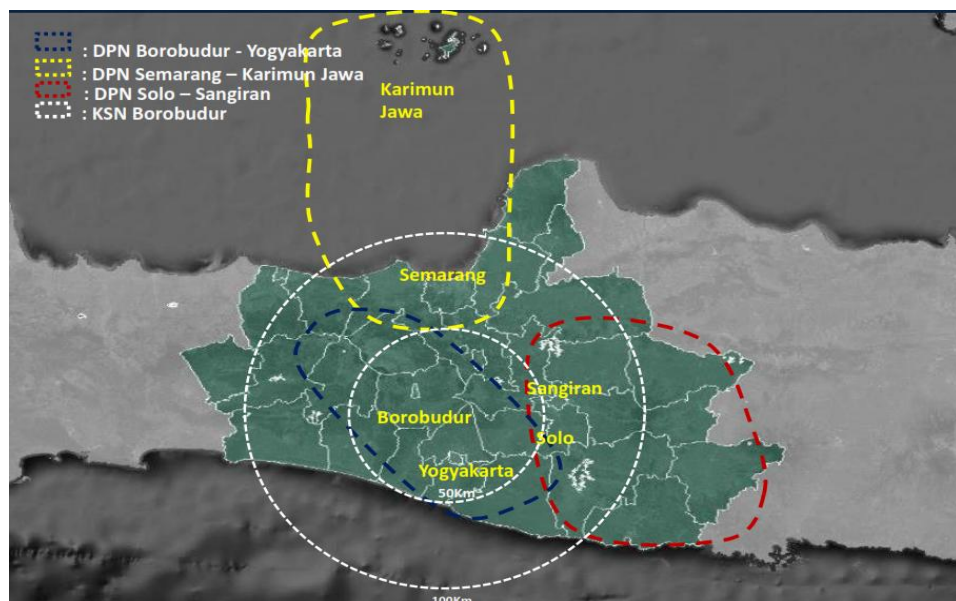 : DPN Borobudur - Yogyakarta
: DPN Semarang – Karimun Jawa
: DPN Solo – Sangiran
: KSN Borobudur
Karimun
Jawa
Semarang
Sangiran
Borobudur
Solo
Yogyakarta
50Km
100Km